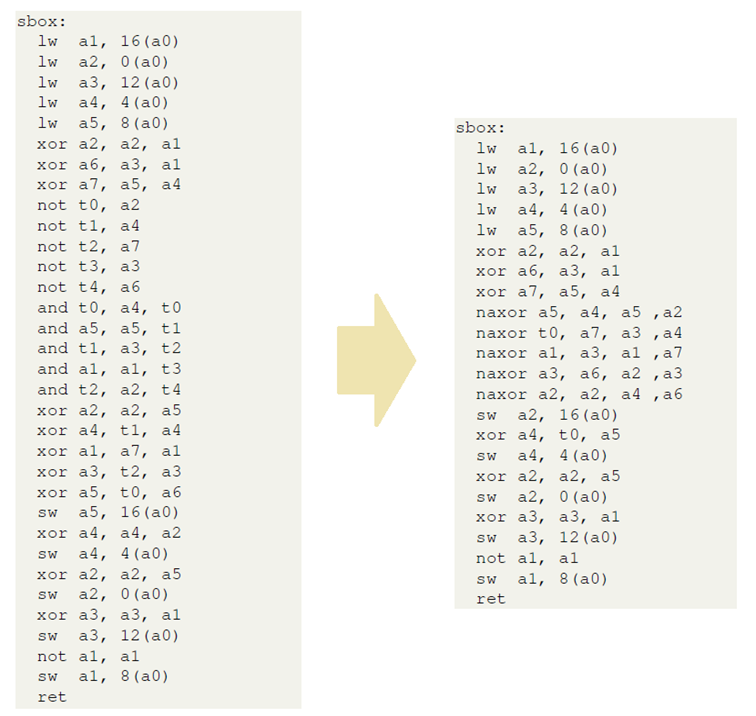 sbox:
lw a1, 16(a0)
lw a2, 0(a0)
lw a3, 12(a0)
lw a4, 4(a0)
lw a5, 8(a0)
xor a2, a2, a1
xor a6, a3, a1
xor a7, a5, a4
not t0, a2
not t1, a4
not t2, a7
not t3, a3
not t4, a6
and t0, a4, t0
and a5, a5, t1
and t1, a3, t2
and a1, a1, t3
and t2, a2, t4
xor a2, a2, a5
xor a4, t1, a4
xor a1, a7, a1
xor a3, t2, a3
xor a5, t0, a6
sw a5, 16(a0)
xor a4, a4, a2
sw a4, 4(a0)
xor a2, a2, a5
sw a2, 0(a0)
xor a3, a3, a1
sw a3, 12(a0)
not a1, a1
sw a1, 8(a0)
ret
sbox:
lw a1, 16(a0)
lw a2, 0(a0)
lw a3, 12(a0)
lw a4, 4(a0)
lw a5, 8(a0)
xor a2, a2, a1
xor a6, a3, a1
xor a7, a5, a4
naxor a5, a4, a5 ,a2
naxor t0, a7, a3 ,a4
naxor a1, a3, a1 ,a7
naxor a3, a6, a2 ,a3
naxor a2, a2, a4 ,a6
sw a2, 16(a0)
xor a4, t0, a5
sw a4, 4(a0)
xor a2, a2, a5
sw a2, 0(a0)
xor a3, a3, a1
sw a3, 12(a0)
not a1, a1
sw a1, 8(a0)
ret